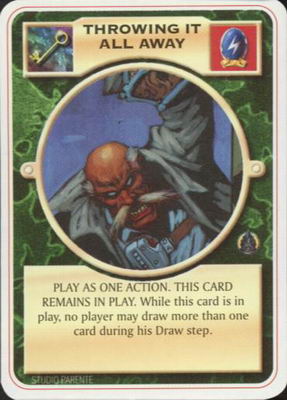 THROWING IT
ALL AWAY
PLAY AS ONE ACTION. THIS CARD
REMAINS IN PLAY. While this card is in
play, no player may draw more than one
card during his Draw step.
STUDIO PARENTE